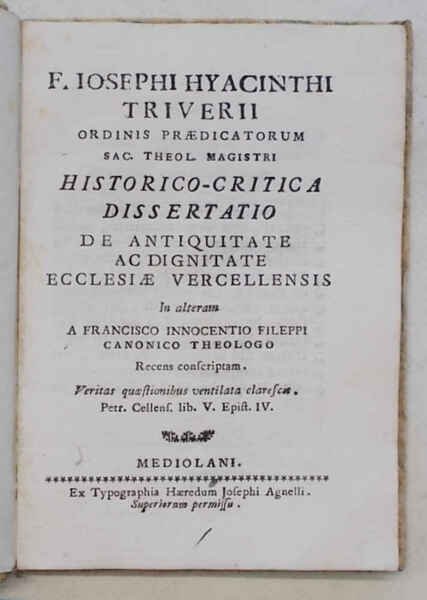 F. IOSEPHI HYACINTHI
TRIVERII
ORDINIS PRÆDICATORUM
SAC. THEOL. MAGISTRI
HISTORICO-CRITICA
DISSERTATIO
DE ANTIQUITATE
AC DIGNITATE
ECCLESIÆ VERCELLENSIS
In alteram
A FRANCISCO INNOCENTIO FILEPPI
CANONICO THEOLOGO
Recens conſcriptam.
Veritas quæſtionibus ventilata clareſcit.
Petr. Cellenſ. lib. V. Epiſt. IV.
MEDIOLANI.
Ex Typographia Hæredum Joſephi Agnelli.
Superiorum permiſſu.